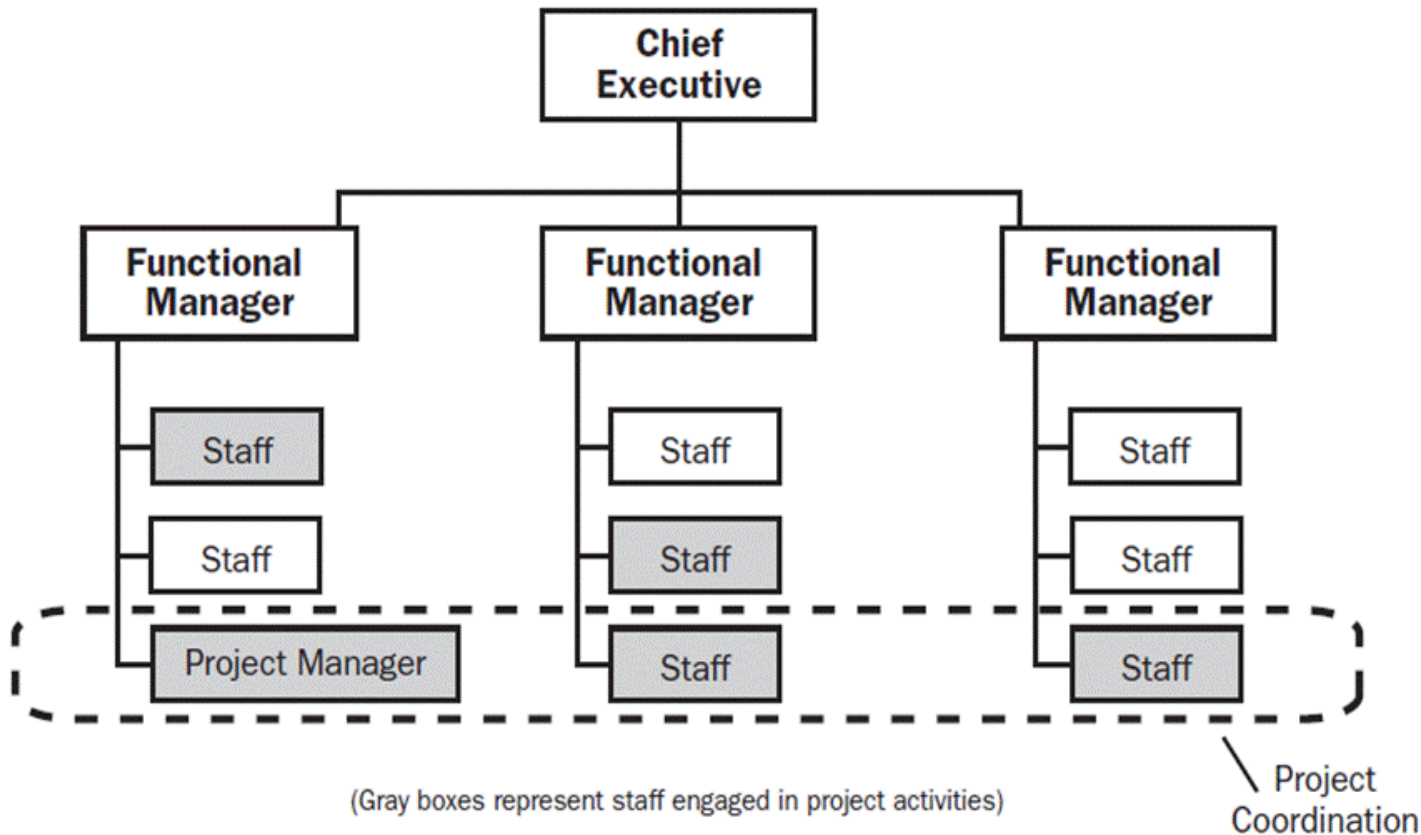 Chief
Executive
Functional
Manager
Functional
Manager
Functional
Manager
Staff
Staff
Staff
Staff
Staff
Staff
Project Manager
Staff
Staff
(Gray boxes represent staff engaged in project activities)
Project
Coordination